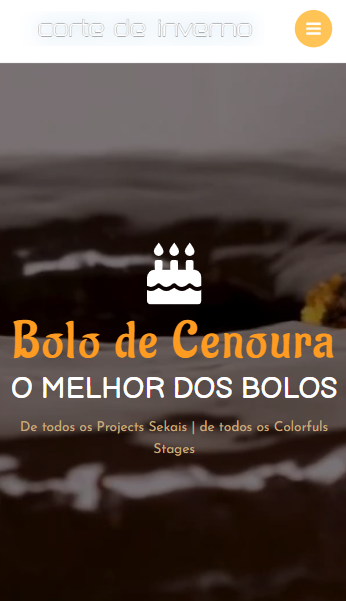 corte de inverno
Bolo de Cenoura
O MELHOR DOS BOLOS
De todos os Projects Sekais | de todos os Colorfuls
Stages